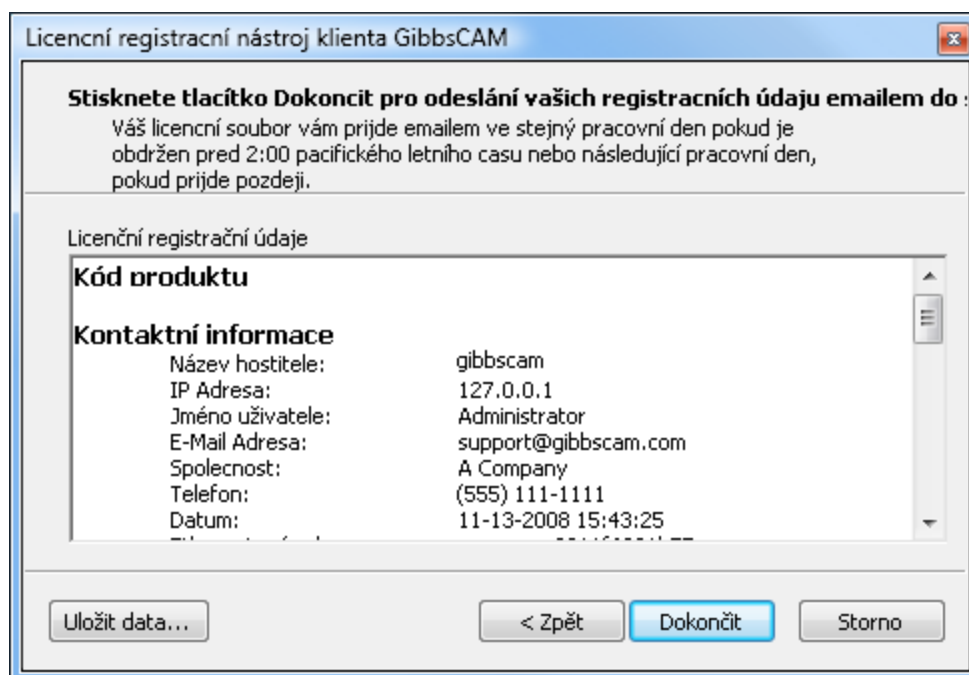 Licencní registracní nástroj klienta GibbsCAM
Stisknete tlacítko Dokoncit pro odeslání vašich registracních údaju emailem do
Váš licencní soubor vám prijde emailem ve stejný pracovní den pokud je
obdržen pred 2:00 pacifického letního casu nebo následující pracovní den,
pokud prijde pozdeji.
Licenční registrační údaje
Kód produktu
Kontaktní informace
Název hostitele: gibbscam
IP Adresa: 127.0.0.1
Jméno uživatele: Administrator
E-Mail Adresa: support@gibbscam.com
Spolecnost: A Company
Telefon: (555) 111-1111
Datum: 11-13-2008 15:43:25
Uložit data... < Zpět Dokončit Storno